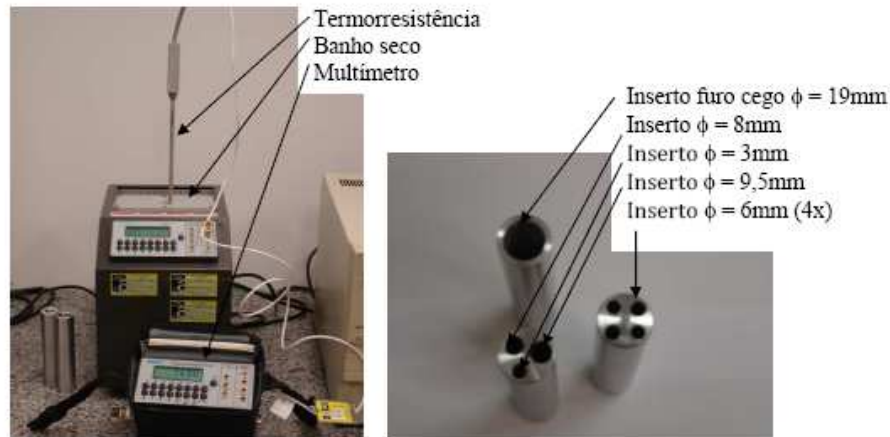 Termorresistência
Banho seco
Multímetro
Inserto furo cego ϕ = 19mm
Inserto ϕ = 8mm
Inserto ϕ = 3mm
Inserto ϕ = 9,5mm
Inserto ϕ = 6mm (4x)